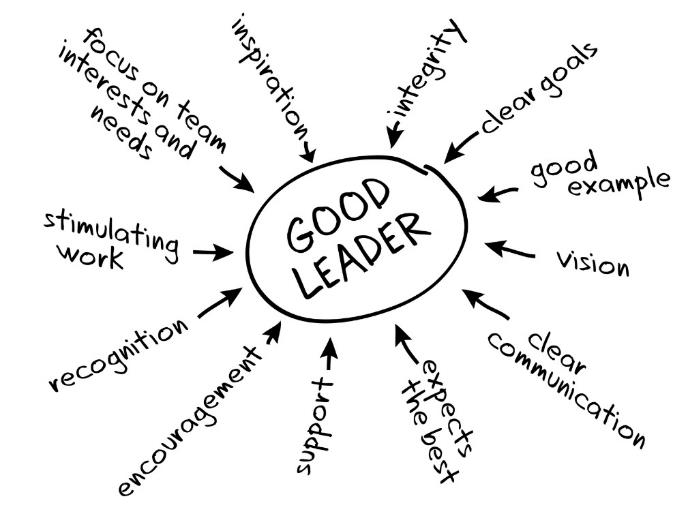 focus on team
interests and
needs
inspiration
integrity
clear goals
good
example
vision
clear
communication
expects
the best
support
encouragement
recognition
stimulating
work
GOOD
LEADER